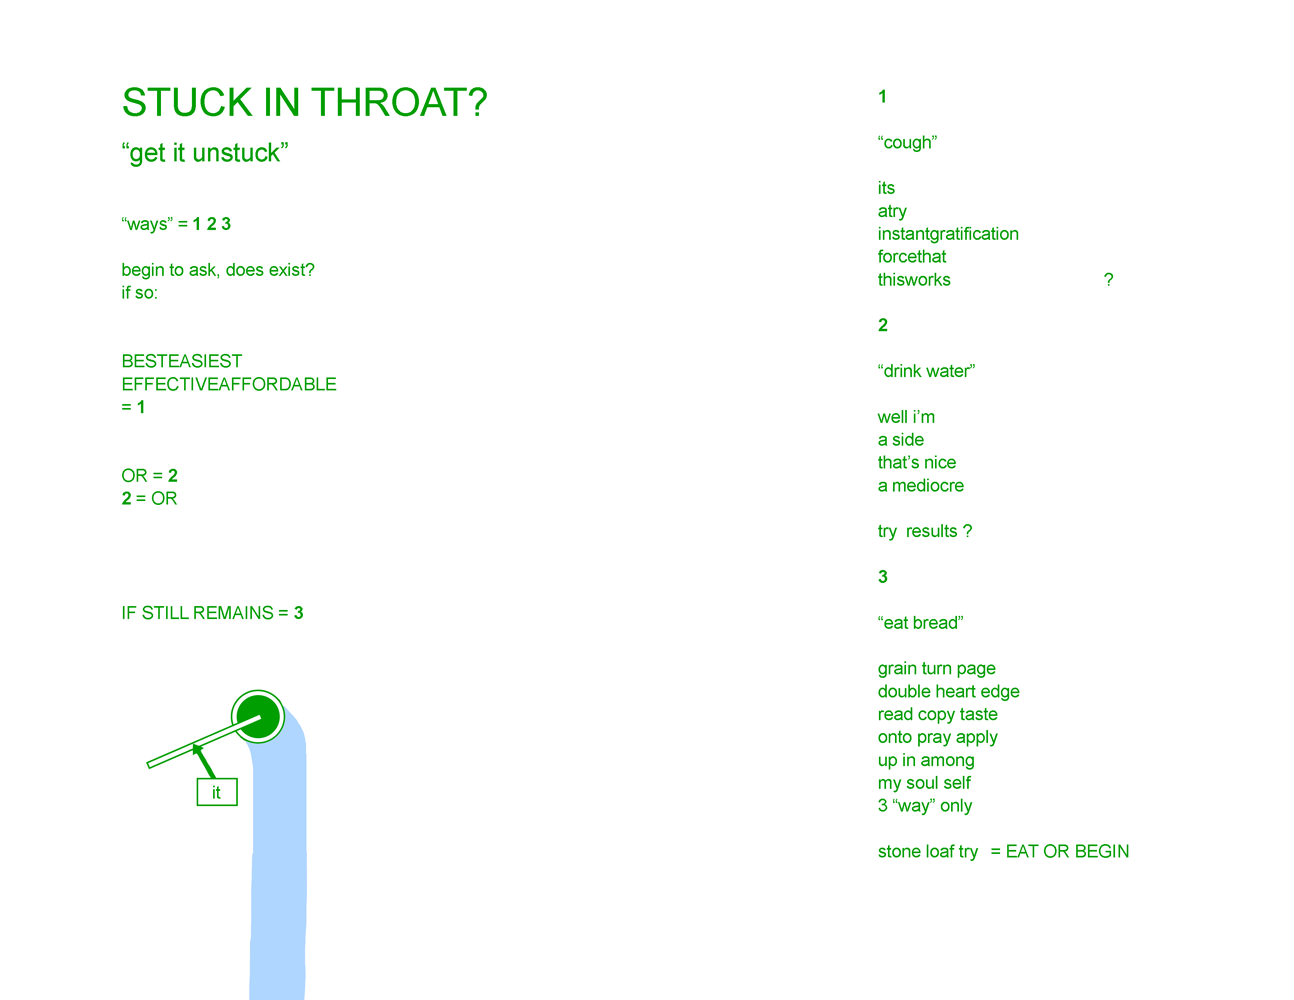 STUCK IN THROAT?
“get it unstuck”
“ways” = 1 2 3
begin to ask, does exist?
if so:
BESTEASIEST
EFFECTIVEAFFORDABLE
= 1
OR = 2
2 = OR
IF STILL REMAINS = 3
it
1
“cough”
its
atry
instantgratification
forcethat
thisworks ?
2
“drink water”
well i’m
a side
that’s nice
a mediocre
try  results ?
3
“eat bread”
grain turn page
double heart edge
read copy taste
onto pray apply
up in among
my soul self
3 “way” only
stone loaf try  = EAT OR BEGIN